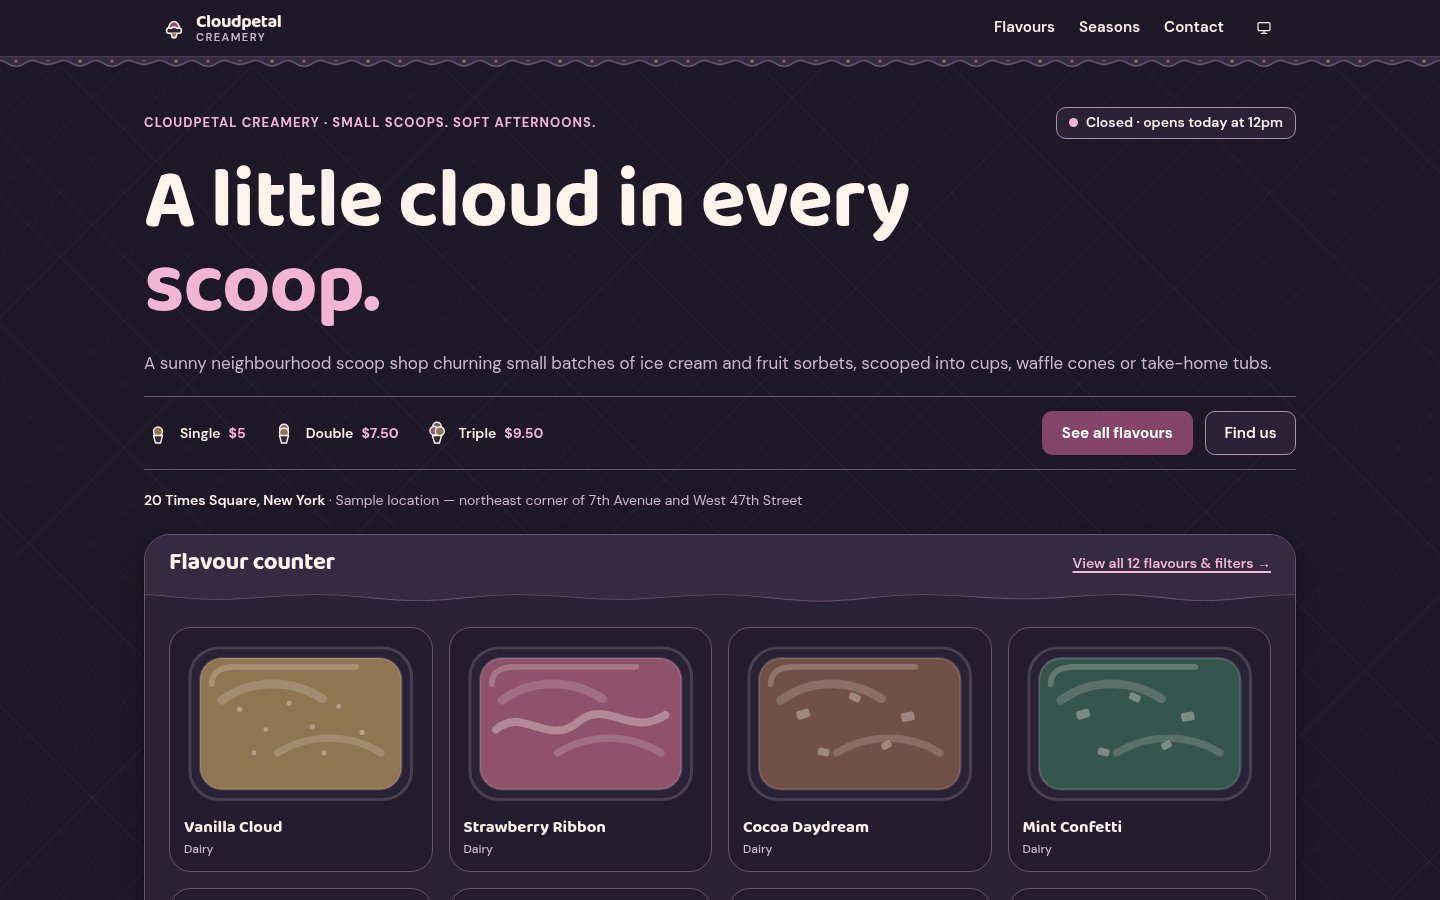 Cloudpetal
CREAMERY
Flavours Seasons Contact
CLOUDPETAL CREAMERY · SMALL SCOOPS. SOFT AFTERNOONS.
Closed · opens today at 12pm
A little cloud in every
scoop.
A sunny neighbourhood scoop shop churning small batches of ice cream and fruit sorbets, scooped into cups, waffle cones or take-home tubs.
Single $5 Double $7.50 Triple $9.50
See all flavours Find us
20 Times Square, New York · Sample location — northeast corner of 7th Avenue and West 47th Street
Flavour counter
View all 12 flavours & filters →
Vanilla Cloud
Dairy
Strawberry Ribbon
Dairy
Cocoa Daydream
Dairy
Mint Confetti
Dairy